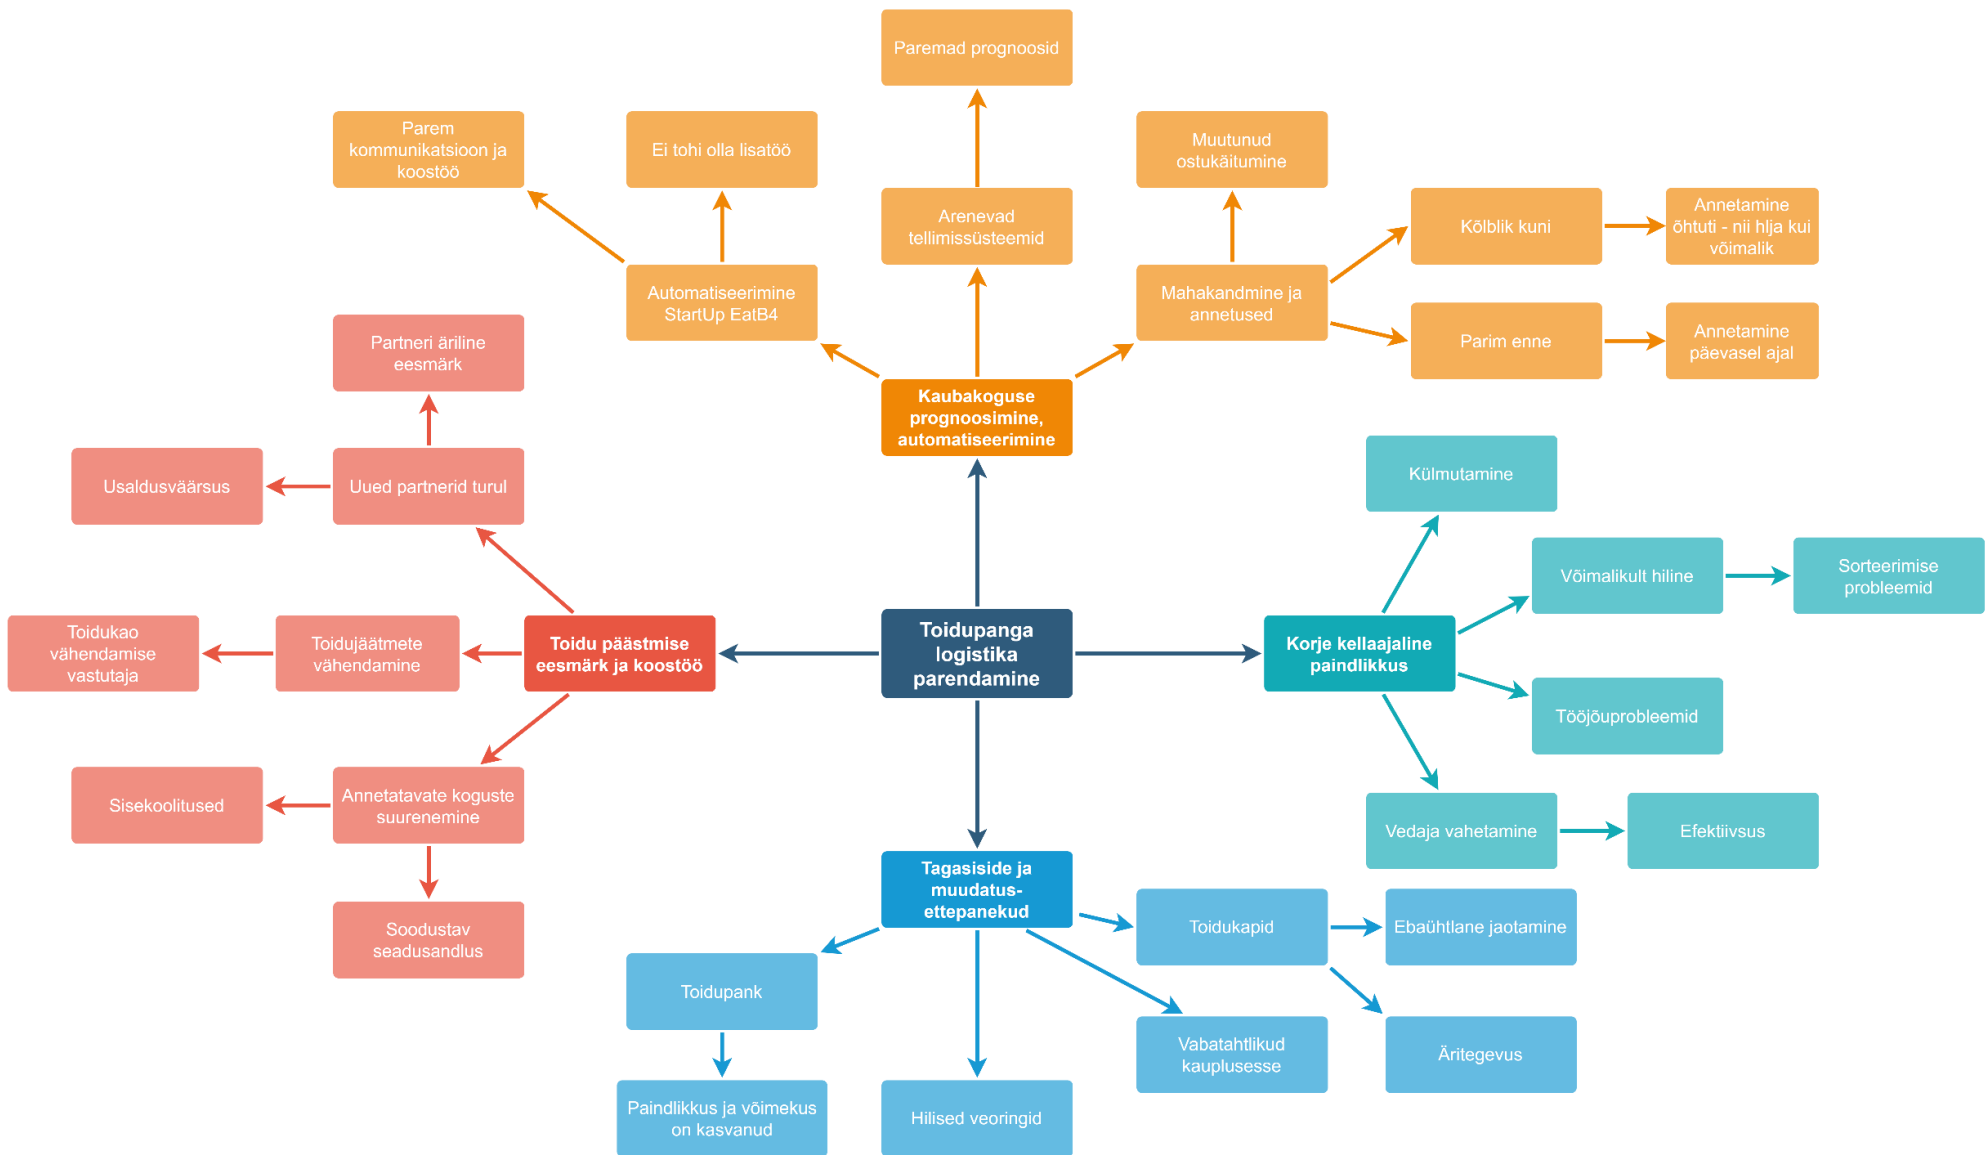 Paremad prognoosid
Parem
kommunikatsioon ja
koostöö
Ei tohi olla lisatöö
Muutunud
ostukäitumine
Arenevad
tellimissüsteemid
Kõlblik kuni
Annetamine
õhtuti - nii hlja kui
võimalik
Automatiseerimine
StartUp EatB4
Mahakandmine ja
annetused
Parim enne
Annetamine
päevasel ajal
Partneri äriline
eesmärk
Kaubakoguse
prognoosimine,
automatiseerimine
Usaldusväärsus
Uued partnerid turul
Külmutamine
Võimalikult hiline
Sorteerimise
probleemid
Toidukao
vähendamise
vastutaja
Toidujäätmete
vähendamine
Toidu päästmise
eesmärk ja koostöö
Toidupanga
logistika
parendamine
Korje kellaajaline
paindlikkus
Tööjõuprobleemid
Sisekoolitused
Annetatavate koguste
suurenemine
Vedaja vahetamine
Efektiivsus
Tagasiside ja
muudatus-
ettepanekud
Toidukapid
Ebaühtlane jaotamine
Soodustav
seadusandlus
Toidupank
Vabatahtlikud
kauplusesse
Äritegevus
Paindlikkus ja võimekus
on kasvanud
Hilised veoringid